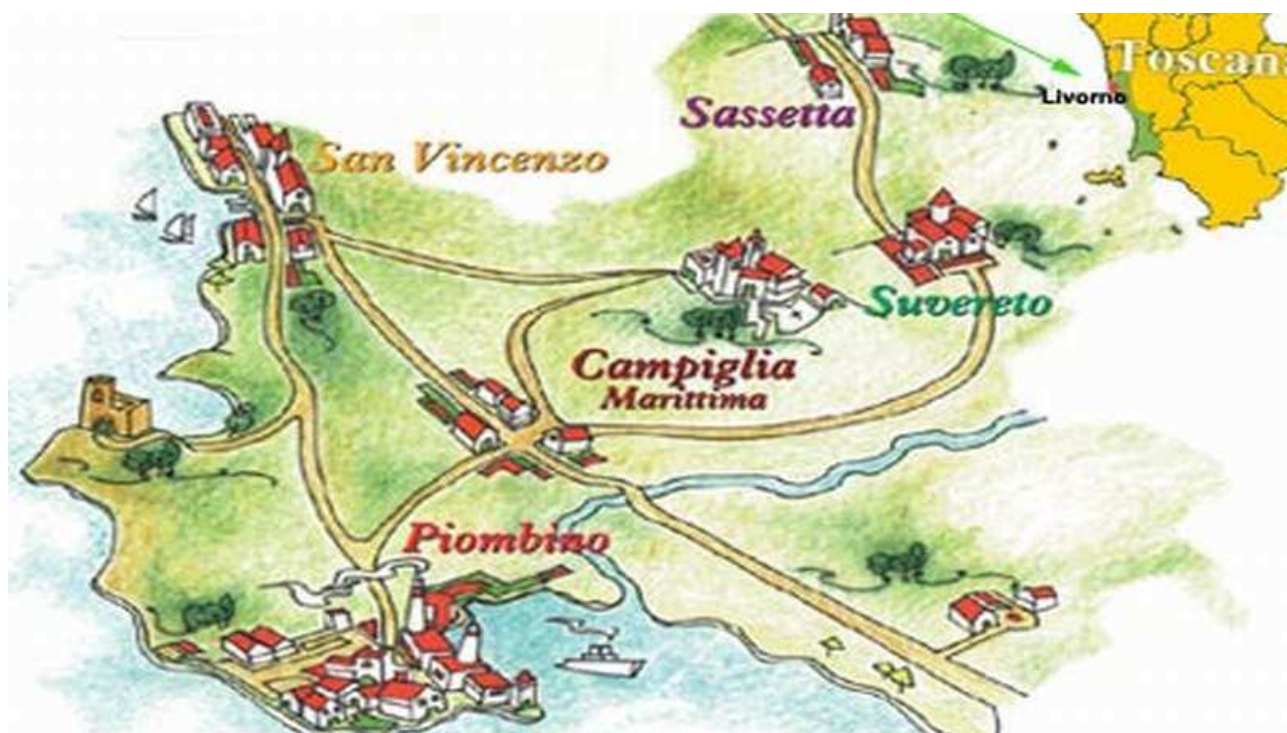 Toscan
Livorno
Sassetta
San Vincenzo
Suvereto
Campiglia
Marittima
Piombino